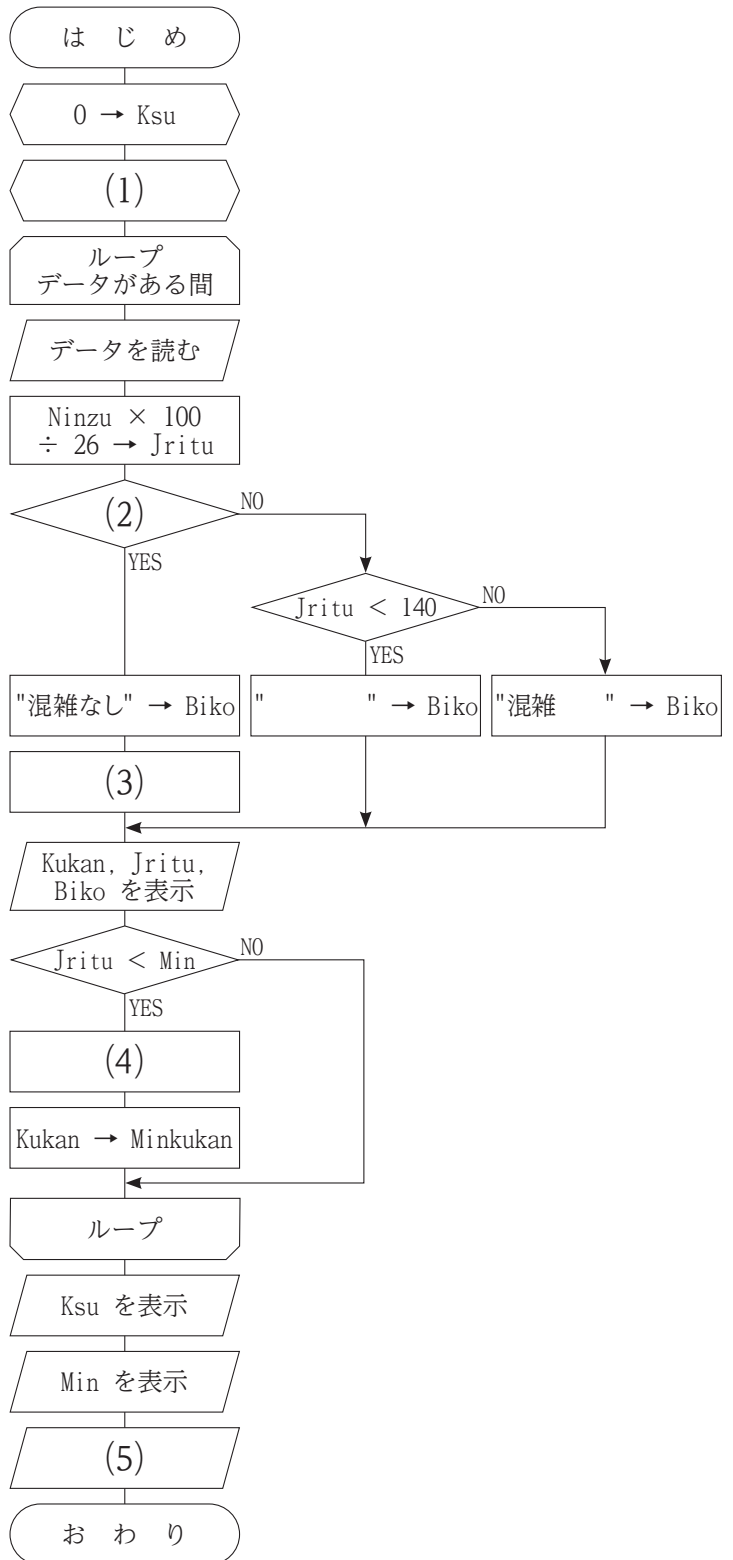 は じ め
0 → Ksu
(1)
ループ
データがある間
データを読む
Ninzu × 100
÷ 26 → Jritu
(2)
NO
YES
Jritu < 140
NO
YES
"混雑なし" → Biko
" " → Biko
"混雑 " → Biko
(3)
Kukan, Jritu,
Biko を表示
Jritu < Min
NO
YES
(4)
Kukan → Minkukan
ループ
Ksu を表示
Min を表示
(5)
お わ り